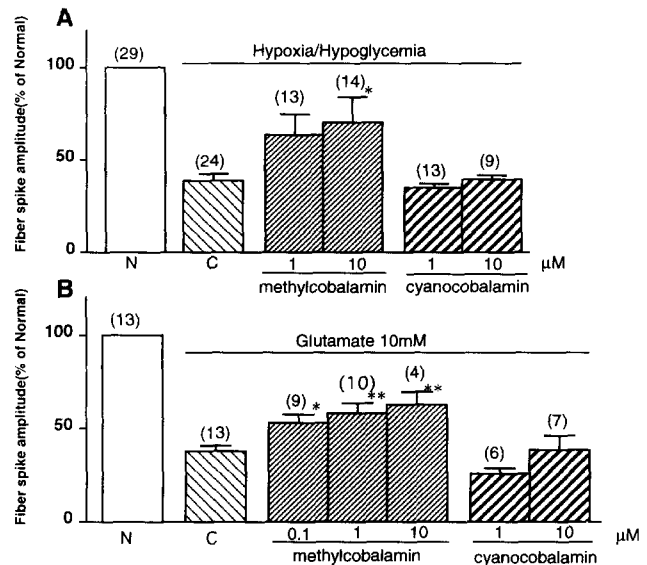 A
Fiber spike amplitude(% of Normal)
Hypoxia/Hypoglycemia
100
50
0
(29)
(24)
(13)
(14)*
(13)
(9)
N C 1 10 1 10 μM
methylcobalamin cyanocobalamin
B
Fiber spike amplitude(% of Normal)
Glutamate 10mM
100
50
0
(13)
(13)
(9)*
(10)**
(4)**
(6)
(7)
N C 0.1 1 10 1 10 μM
methylcobalamin cyanocobalamin